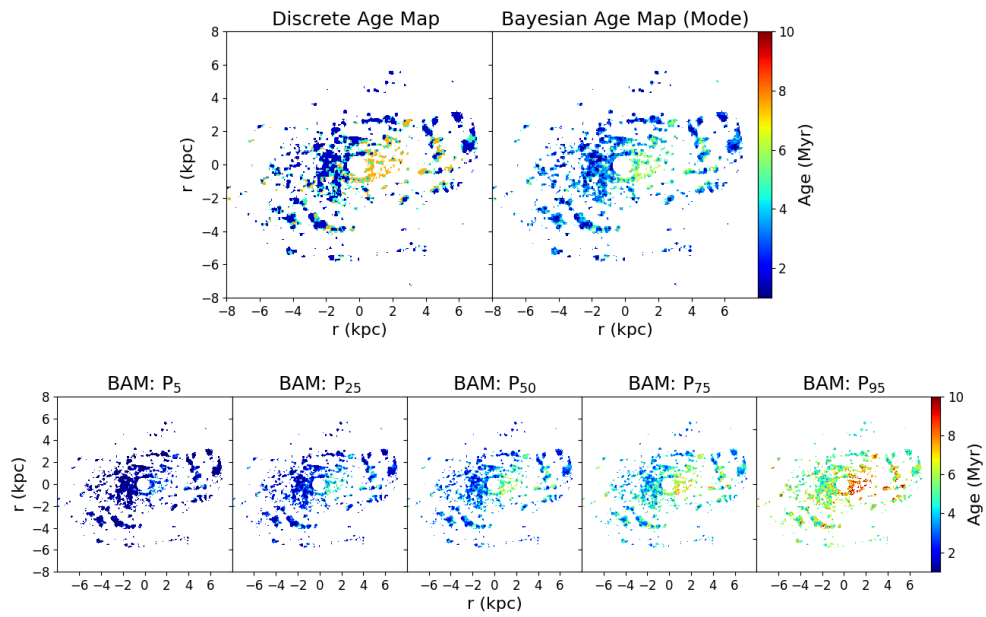 Discrete Age Map
Bayesian Age Map (Mode)
8
6
4
2
0
−2
−4
−6
−8
r (kpc)
−8 −6 −4 −2 0 2 4 6
−6 −4 −2 0 2 4 6
r (kpc)
r (kpc)
10
8
6
4
2
Age (Myr)
BAM: P5
BAM: P25
BAM: P50
BAM: P75
BAM: P95
8
6
4
2
0
−2
−4
−6
−8
r (kpc)
−6 −4 −2 0 2 4 6
−6 −4 −2 0 2 4 6
−6 −4 −2 0 2 4 6
−6 −4 −2 0 2 4 6
−6 −4 −2 0 2 4 6
r (kpc)
10
8
6
4
2
Age (Myr)